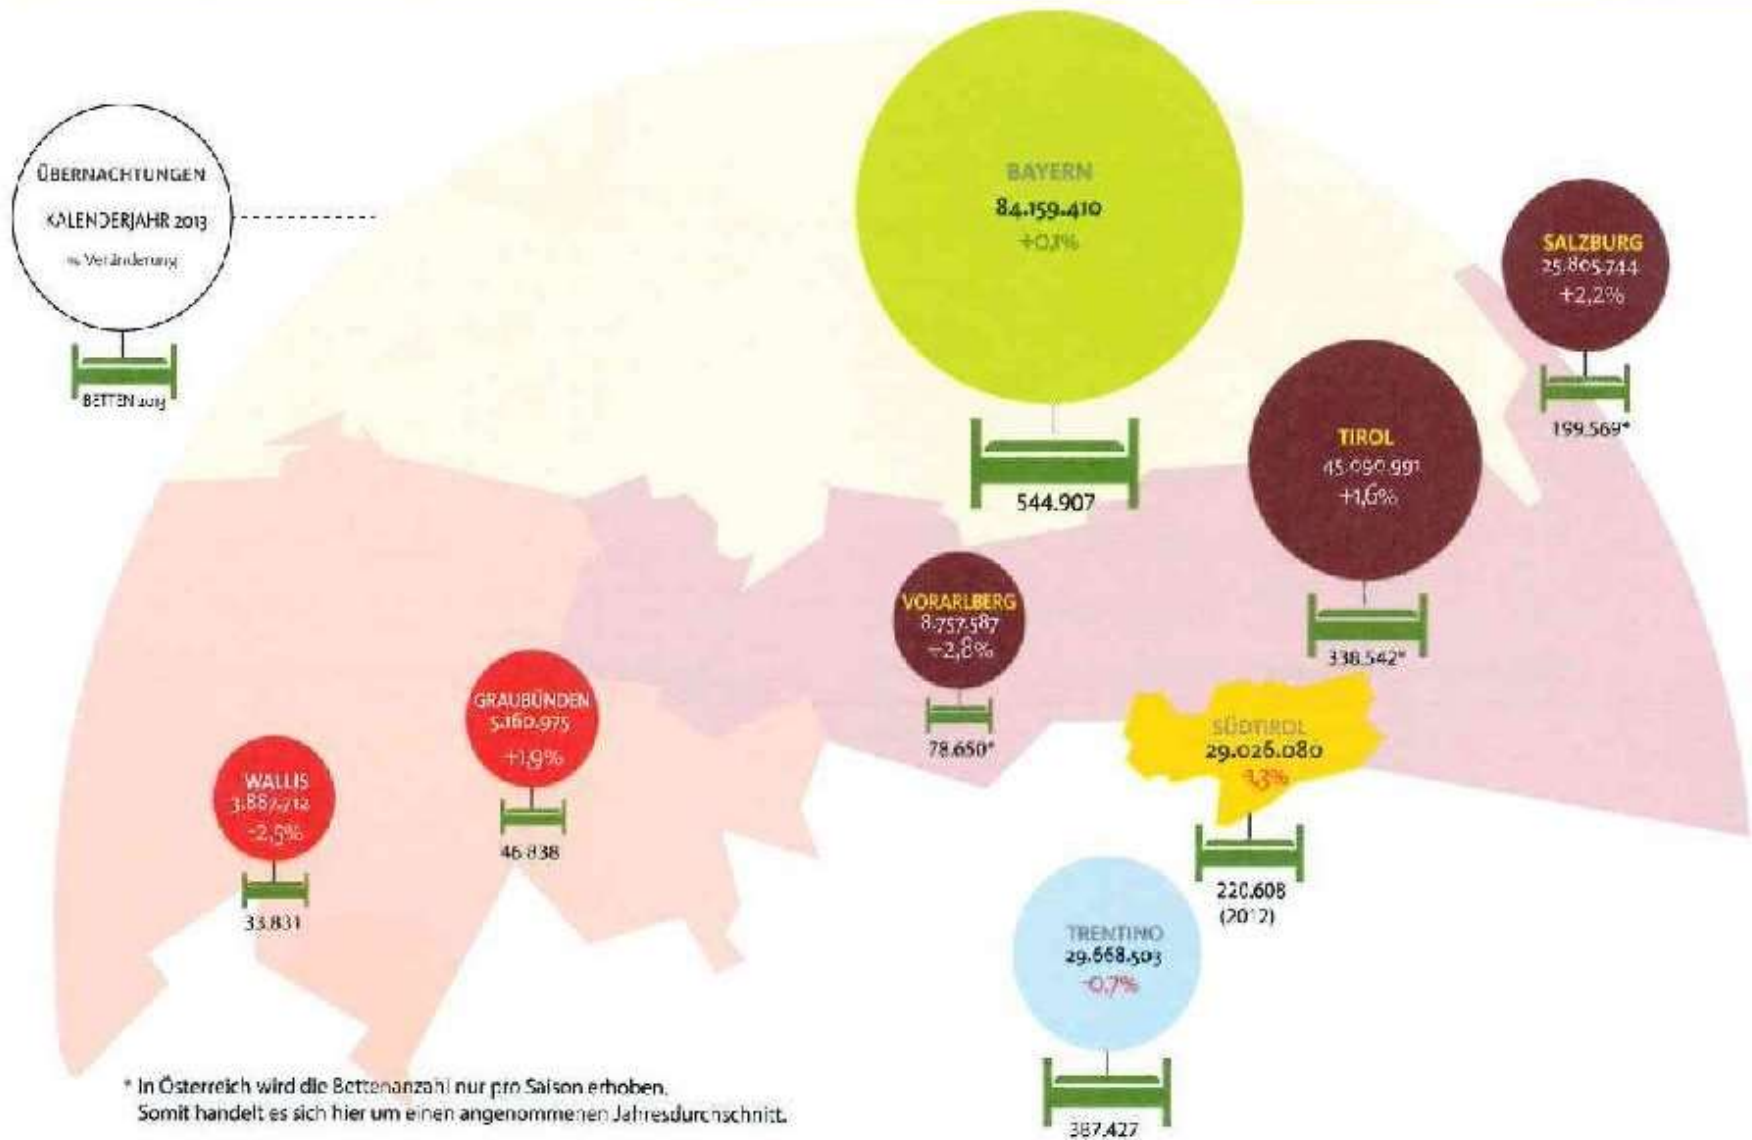 ÜBERNACHTUNGEN
KALENDERJAHR 2013
% Veränderung
BETTEN 2013
BAYERN
84.159.410
+0,1%
544.907
SALZBURG
25.805.744
+2,2%
199.569*
TIROL
45.090.991
+1,6%
338.542*
VORARLBERG
8.757.587
+2,8%
78.650*
GRAUBÜNDEN
5.160.975
+1,9%
46.838
WALLIS
-2,5%
33.831
SÜDTIROL
29.026.080
220.608
(2012)
TRENTINO
29.668.503
-0,7%
387.427
* In Österreich wird die Bettenanzahl nur pro Saison erhoben.
Somit handelt es sich hier um einen angenommenen Jahresdurchschnitt.